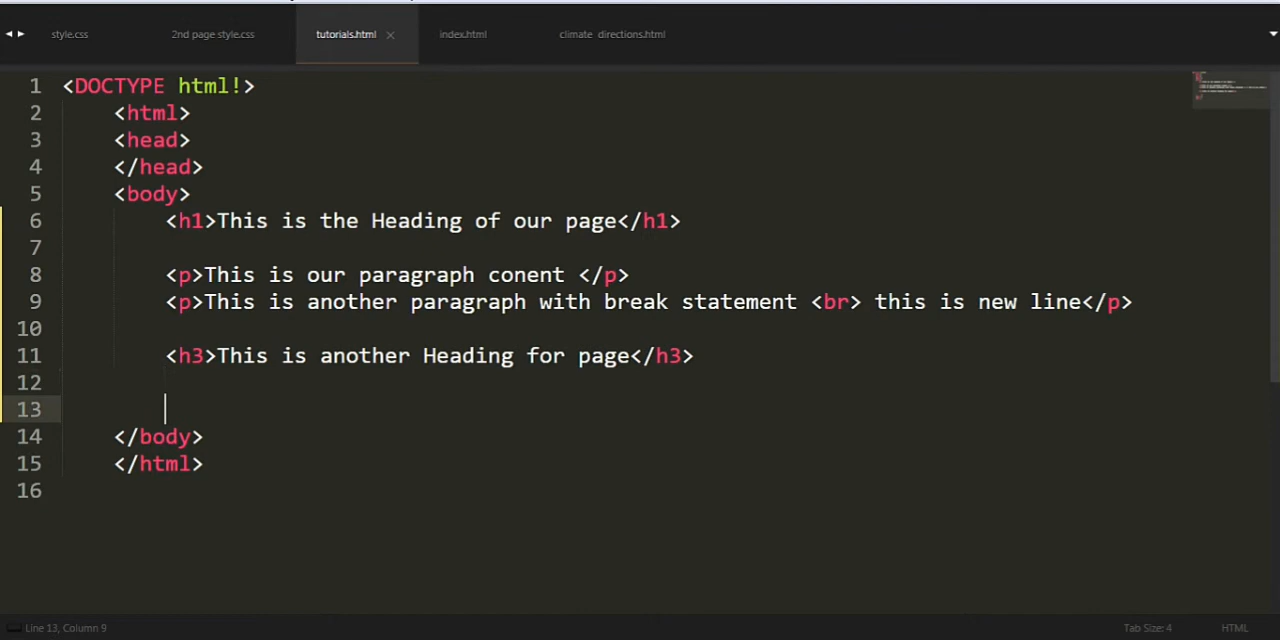 style.css 2nd page style.css tutorials.html index.html climate directions.html
1 <DOCTYPE html!>
2 <html>
3 <head>
4 </head>
5 <body>
6 <h1>This is the Heading of our page</h1>
7
8 <p>This is our paragraph conent </p>
9 <p>This is another paragraph with break statement <br> this is new line</p>
10
11 <h3>This is another Heading for page</h3>
12
13
14 </body>
15 </html>
16
Line 13, Column 9 Tab Size: 4 HTML